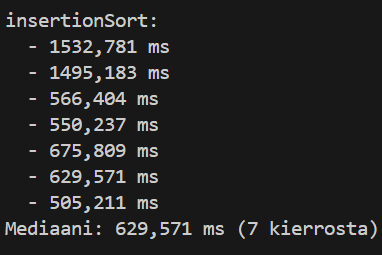 insertionSort:
- 1532,781 ms
- 1495,183 ms
- 566,404 ms
- 550,237 ms
- 675,809 ms
- 629,571 ms
- 505,211 ms
Mediaani: 629,571 ms (7 kierrosta)